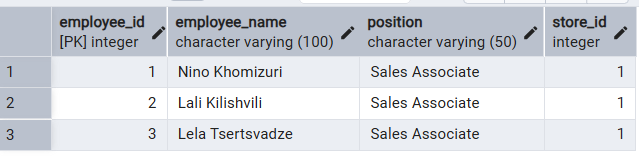 employee_id employee_name position store_id
[PK] integer character varying (100) character varying (50) integer
1 1 Nino Khomizuri Sales Associate 1
2 2 Lali Kilishvili Sales Associate 1
3 3 Lela Tsertsvadze Sales Associate 1